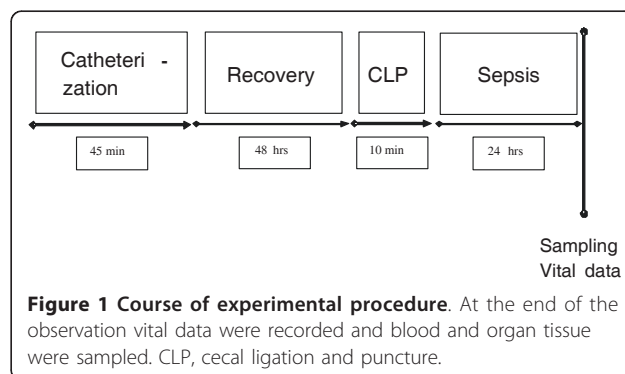 Catheteri - zation
Recovery
CLP
Sepsis
45 min
48 hrs
10 min
24 hrs
Sampling
Vital data
Figure 1 Course of experimental procedure. At the end of the
observation vital data were recorded and blood and organ tissue
were sampled. CLP, cecal ligation and puncture.